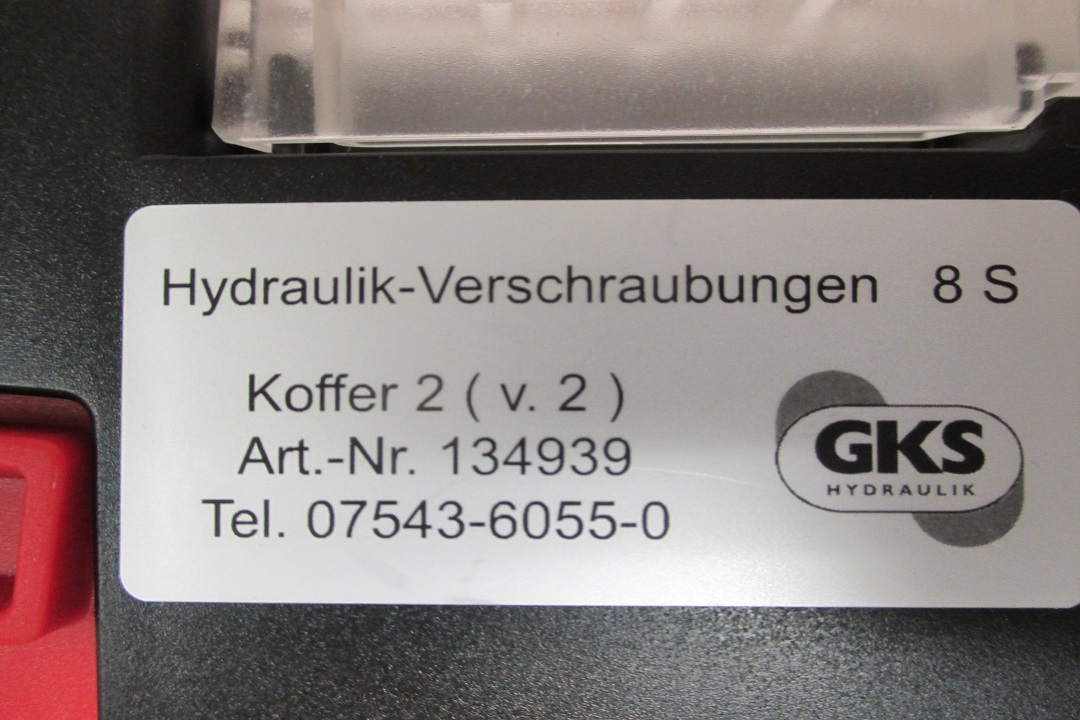 Hydraulik-Verschraubungen 8 S
Koffer 2 ( v. 2 )
Art.-Nr. 134939
Tel. 07543-6055-0
GKS
HYDRAULIK